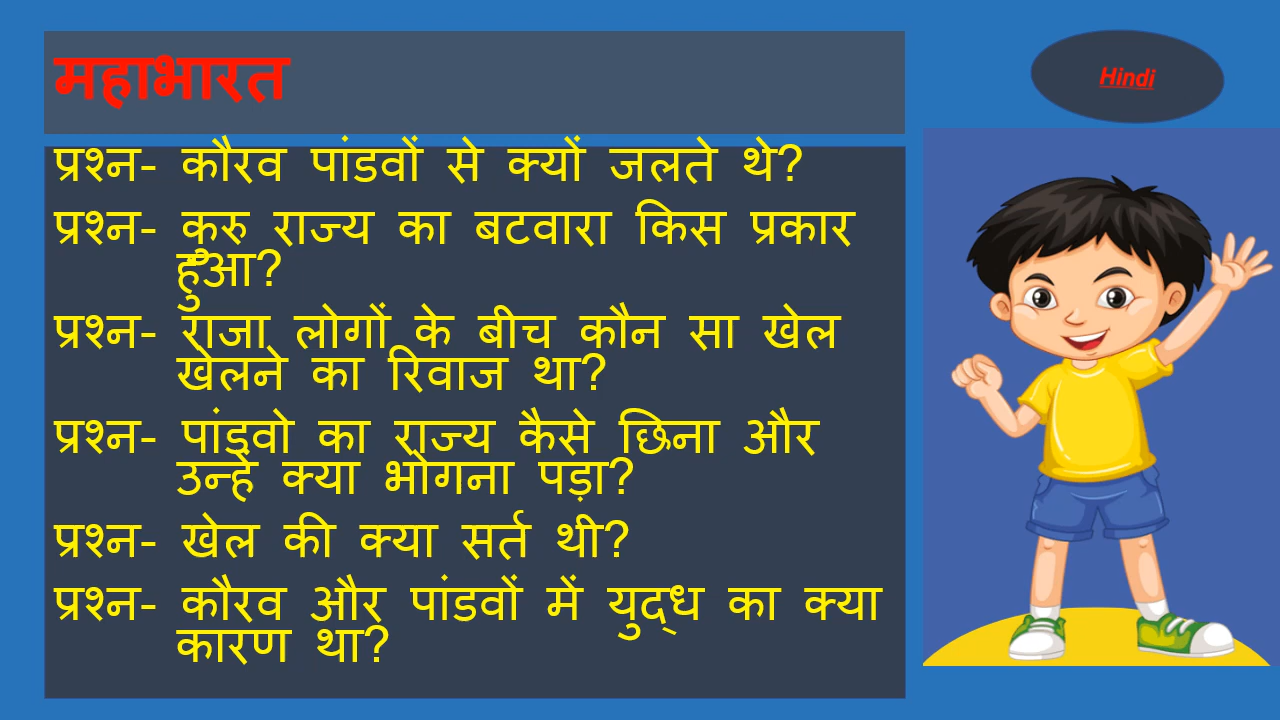 महाभारत
Hindi
प्रश्न- कौरव पांडवों से क्यों जलते थे?
प्रश्न- कुरु राज्य का बटवारा किस प्रकार
हुआ?
प्रश्न- राजा लोगों के बीच कौन सा खेल
खेलने का रिवाज था?
प्रश्न- पांडवो का राज्य कैसे छिना और
उन्हे क्या भोगना पड़ा?
प्रश्न- खेल की क्या सर्त थी?
प्रश्न- कौरव और पांडवों में युद्ध का क्या
कारण था?